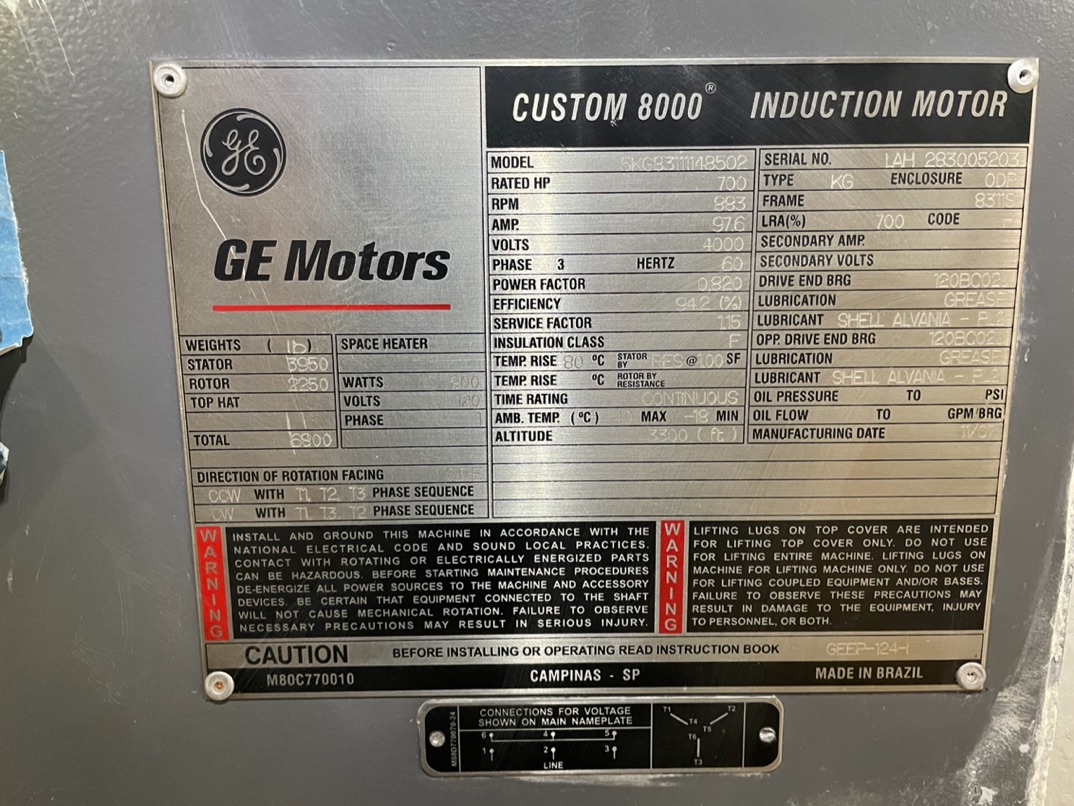 GE
GE Motors
CUSTOM 8000® INDUCTION MOTOR
MODEL 5KG83111148502
RATED HP 700
RPM 883
AMP. 97.6
VOLTS 4000
PHASE 3 HERTZ 60
POWER FACTOR 0.820
EFFICIENCY 94.2 (%)
SERVICE FACTOR 1.15
INSULATION CLASS F
TEMP. RISE 80 ºC STATOR BY RES @ 1.00 SF
TEMP. RISE ºC ROTOR BY RESISTANCE
TIME RATING CONTINUOUS
AMB. TEMP. (ºC) MAX -18 MIN
ALTITUDE 3300 (ft)
SERIAL NO. LAH 283005203
TYPE KG ENCLOSURE ODP
FRAME 8311S
LRA(%) 700 CODE -
SECONDARY AMP.
SECONDARY VOLTS
DRIVE END BRG 120BC02
LUBRICATION GREASE
LUBRICANT SHELL ALVANIA - R 2
OPP. DRIVE END BRG 120BC02
LUBRICATION GREASE
LUBRICANT SHELL ALVANIA - R 2
OIL PRESSURE TO PSI
OIL FLOW TO GPM/BRG
MANUFACTURING DATE
WEIGHTS (lb)
STATOR 3950
ROTOR 2250
TOP HAT
TOTAL 6800
SPACE HEATER
WATTS 800
VOLTS 120
PHASE
DIRECTION OF ROTATION FACING
CCW WITH T1, T2, T3 PHASE SEQUENCE
CW WITH T1, T3, T2 PHASE SEQUENCE
WARNING
INSTALL AND GROUND THIS MACHINE IN ACCORDANCE WITH THE
NATIONAL ELECTRICAL CODE AND SOUND LOCAL PRACTICES.
CONTACT WITH ROTATING OR ELECTRICALLY ENERGIZED PARTS
CAN BE HAZARDOUS. BEFORE STARTING MAINTENANCE PROCEDURES
DE-ENERGIZE ALL POWER SOURCES TO THE MACHINE AND ACCESSORY
DEVICES. BE CERTAIN THAT EQUIPMENT CONNECTED TO THE SHAFT
WILL NOT CAUSE MECHANICAL ROTATION. FAILURE TO OBSERVE
NECESSARY PRECAUTIONS MAY RESULT IN SERIOUS INJURY.
WARNING
LIFTING LUGS ON TOP COVER ARE INTENDED
FOR LIFTING TOP COVER ONLY. DO NOT USE
FOR LIFTING ENTIRE MACHINE. LIFTING LUGS ON
MACHINE FOR LIFTING MACHINE ONLY. DO NOT USE
FOR LIFTING COUPLED EQUIPMENT AND/OR BASES.
FAILURE TO OBSERVE THESE PRECAUTIONS MAY
RESULT IN DAMAGE TO THE EQUIPMENT, INJURY
TO PERSONNEL, OR BOTH.
CAUTION BEFORE INSTALLING OR OPERATING READ INSTRUCTION BOOK GEEP-124-I
M80C770010 CAMPINAS - SP MADE IN BRAZIL
M88D770070-24
CONNECTIONS FOR VOLTAGE
SHOWN ON MAIN NAMEPLATE
6 4 5
1 2 3
LINE
T1 T2
T4
T5
T6
T3